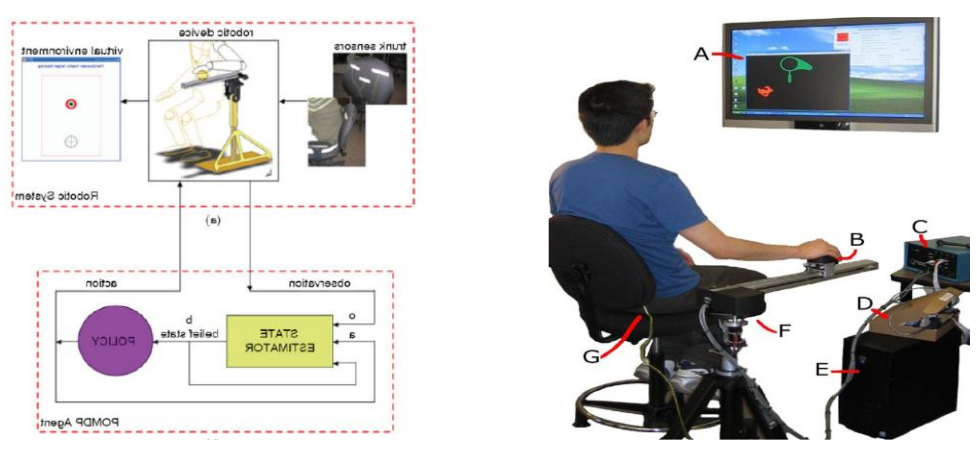 robotic device
virtual environment
trunk sensors
Robotic System
(a)
action
observation
b
belief state
o
a
POLICY
STATE
ESTIMATOR
POMDP Agent
A
B
C
D
E
F
G